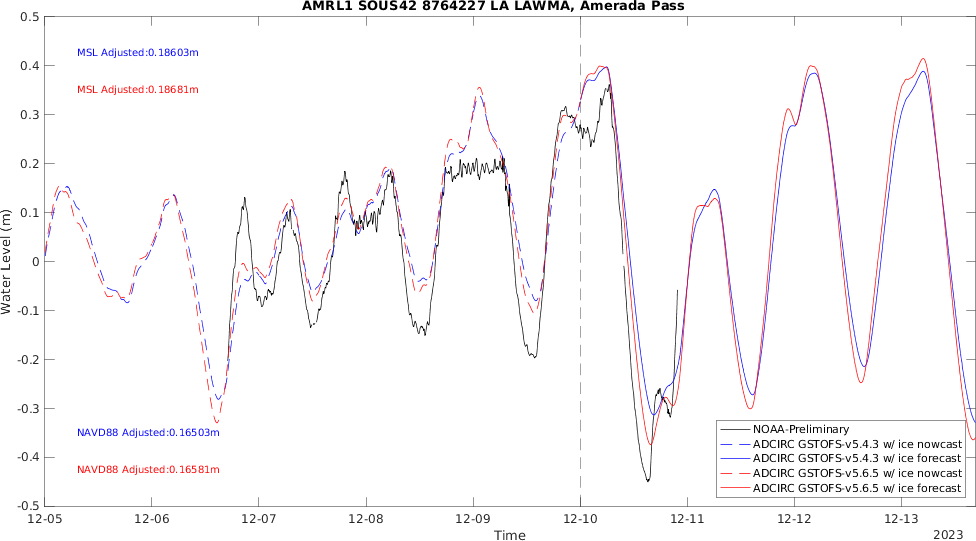 AMRL1 SOUS42 8764227 LA LAWMA, Amerada Pass
0.5
0.4
0.3
0.2
0.1
0
-0.1
-0.2
-0.3
-0.4
-0.5
Water Level (m)
MSL Adjusted:0.18603m
MSL Adjusted:0.18681m
NAVD88 Adjusted:0.16503m
NAVD88 Adjusted:0.16581m
NOAA-Preliminary
ADCIRC GSTOFS-v5.4.3 w/ ice nowcast
ADCIRC GSTOFS-v5.4.3 w/ ice forecast
ADCIRC GSTOFS-v5.6.5 w/ ice nowcast
ADCIRC GSTOFS-v5.6.5 w/ ice forecast
12-05 12-06 12-07 12-08 12-09 12-10 12-11 12-12 12-13
Time
2023